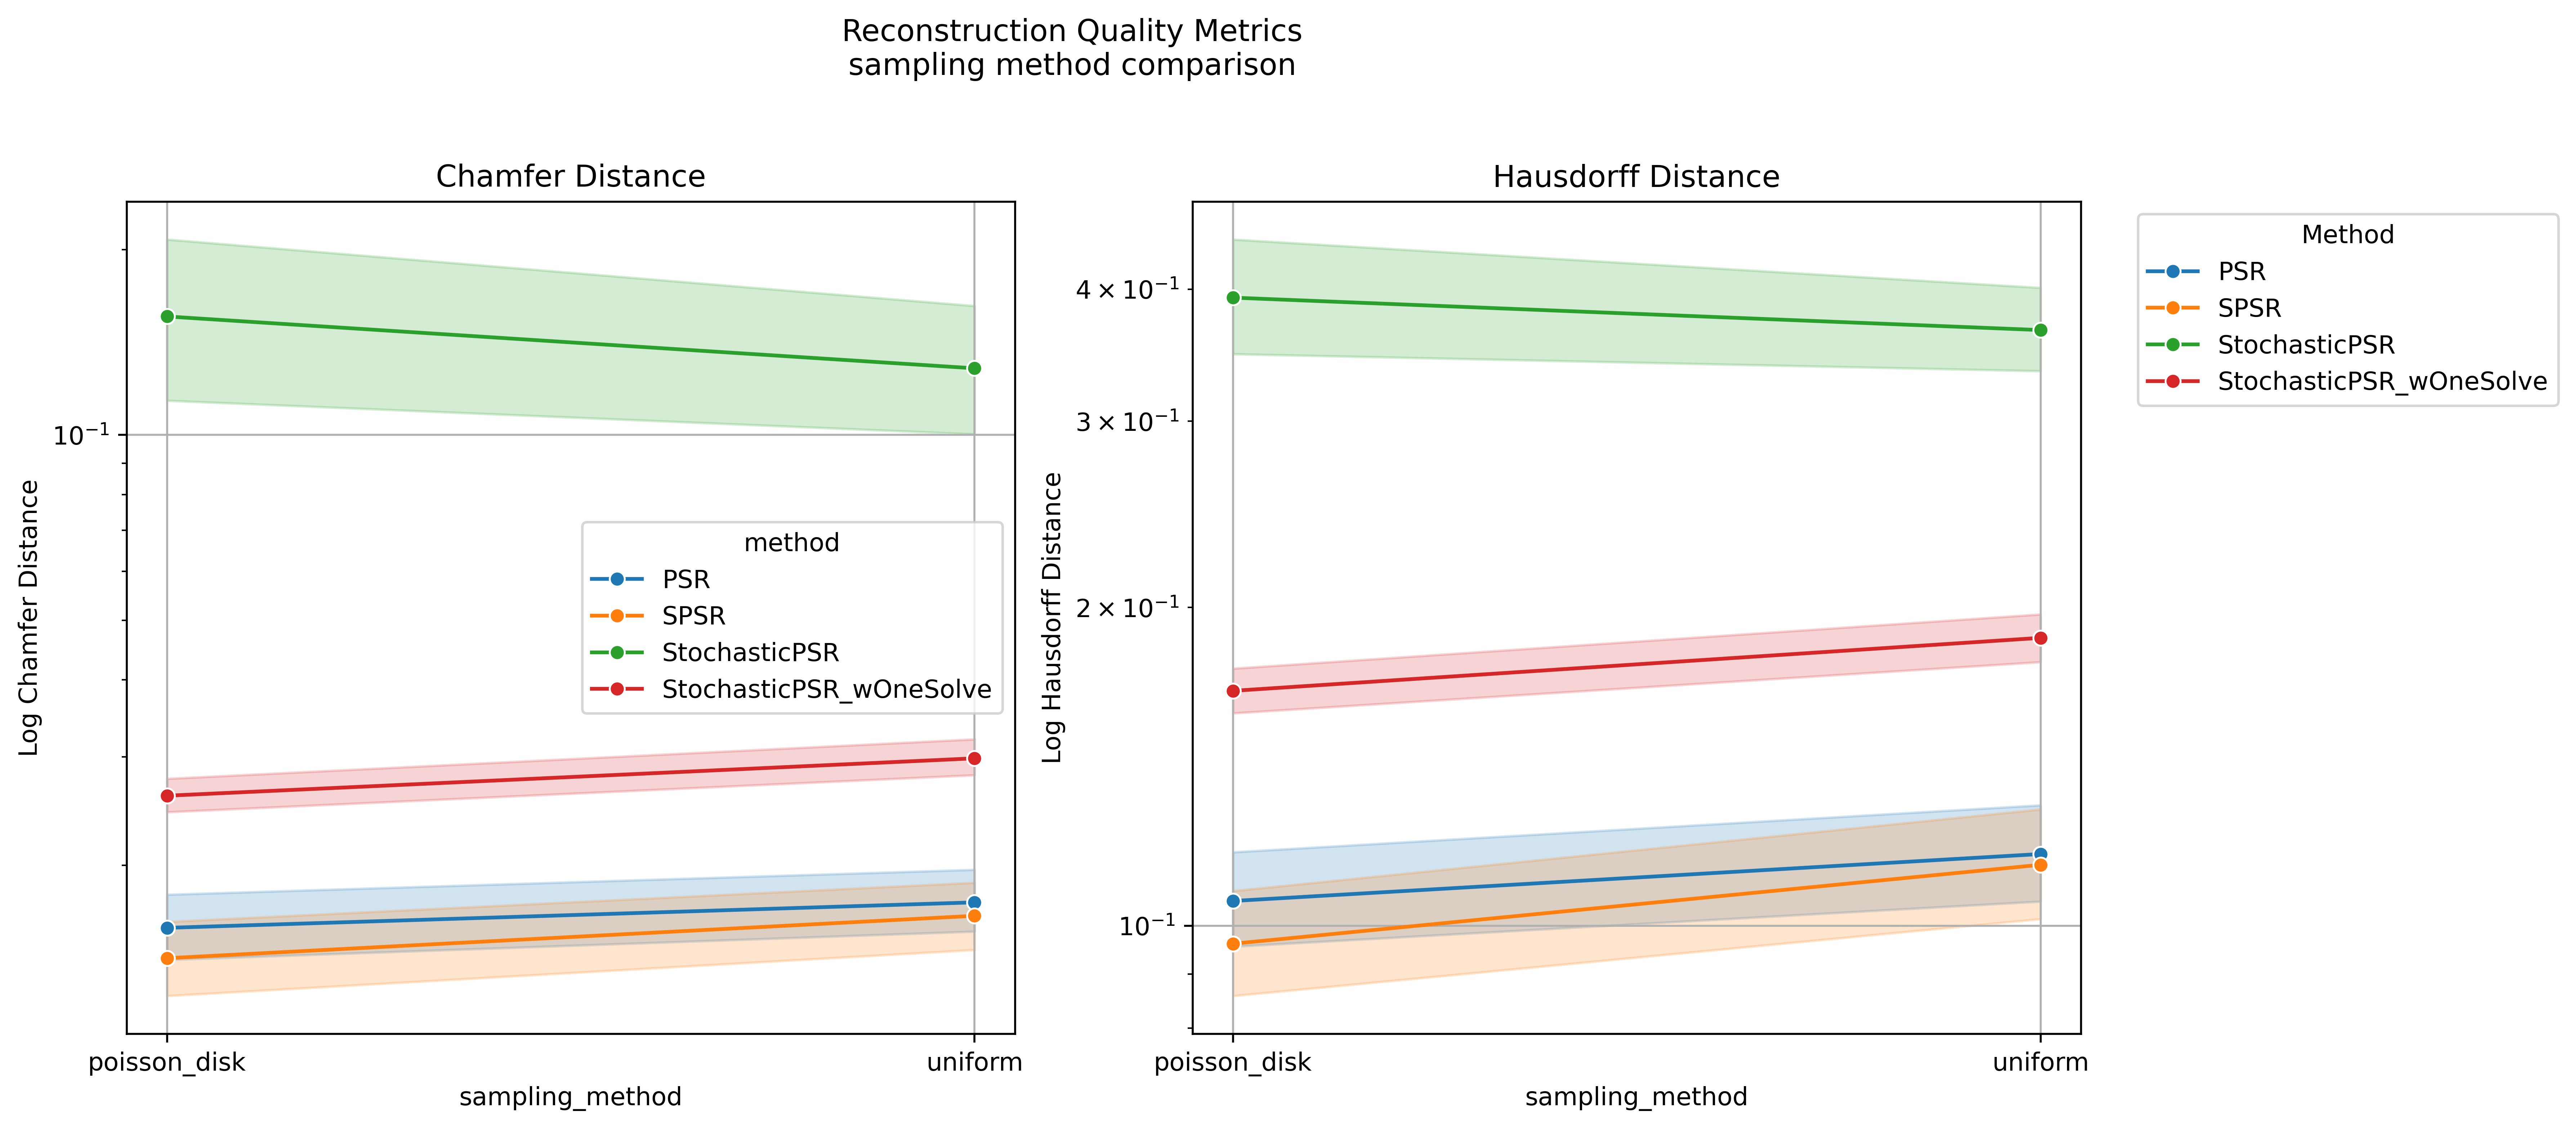 Reconstruction Quality Metrics
sampling method comparison
Chamfer Distance
Log Chamfer Distance
10⁻¹
method
PSR
SPSR
StochasticPSR
StochasticPSR_wOneSolve
poisson_disk
uniform
sampling_method
Hausdorff Distance
Log Hausdorff Distance
4 × 10⁻¹
3 × 10⁻¹
2 × 10⁻¹
10⁻¹
poisson_disk
uniform
sampling_method
Method
PSR
SPSR
StochasticPSR
StochasticPSR_wOneSolve